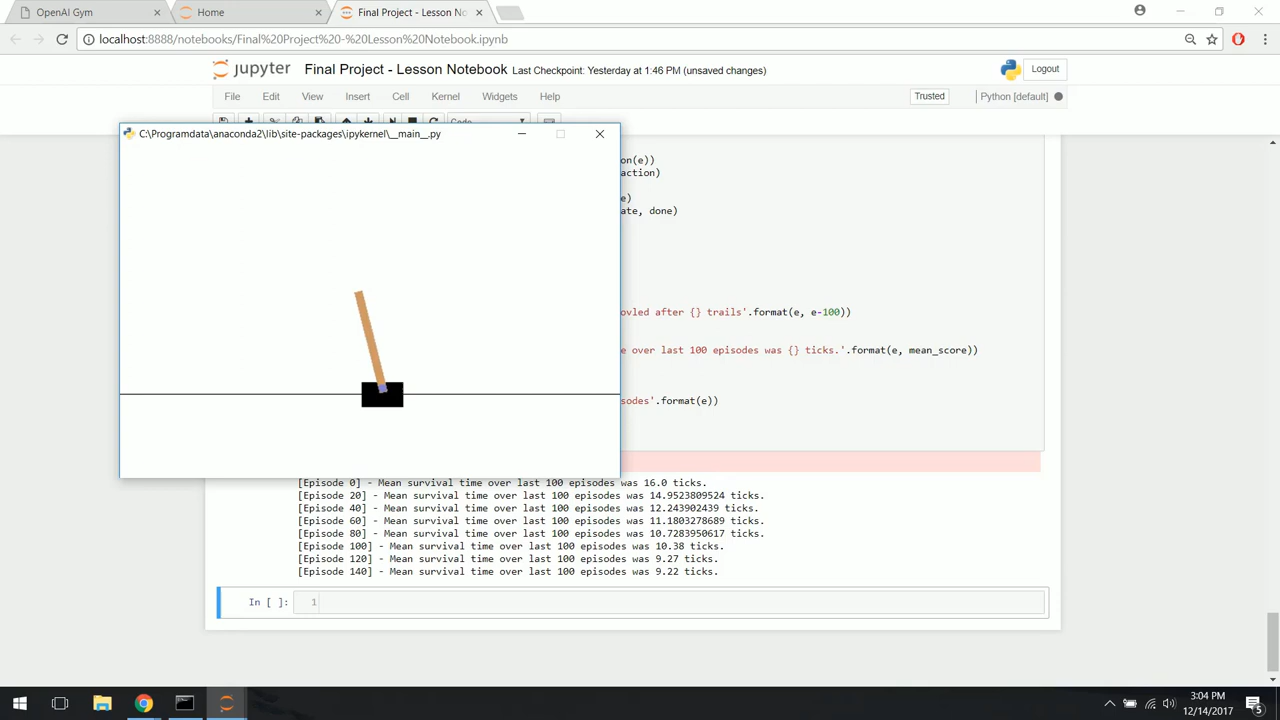 OpenAI Gym
Home
Final Project - Lesson No
localhost:8888/notebooks/Final%20Project%20-%20Lesson%20Notebook.ipynb
jupyter Final Project - Lesson Notebook Last Checkpoint: Yesterday at 1:46 PM (unsaved changes)
Logout
File Edit View Insert Cell Kernel Widgets Help
Trusted
Python [default]
Code
C:\Programdata\anaconda2\lib\site-packages\ipykernel\__main__.py
on(e))
action)
e)
ate, done)
ovled after {} trails'.format(e, e-100))
e over last 100 episodes was {} ticks.'.format(e, mean_score))
sodes'.format(e))
[Episode 0] - Mean survival time over last 100 episodes was 16.0 ticks.
[Episode 20] - Mean survival time over last 100 episodes was 14.9523809524 ticks.
[Episode 40] - Mean survival time over last 100 episodes was 12.243902439 ticks.
[Episode 60] - Mean survival time over last 100 episodes was 11.1803278689 ticks.
[Episode 80] - Mean survival time over last 100 episodes was 10.7283950617 ticks.
[Episode 100] - Mean survival time over last 100 episodes was 10.38 ticks.
[Episode 120] - Mean survival time over last 100 episodes was 9.27 ticks.
[Episode 140] - Mean survival time over last 100 episodes was 9.22 ticks.
In [ ]:
1
3:04 PM
12/14/2017
5